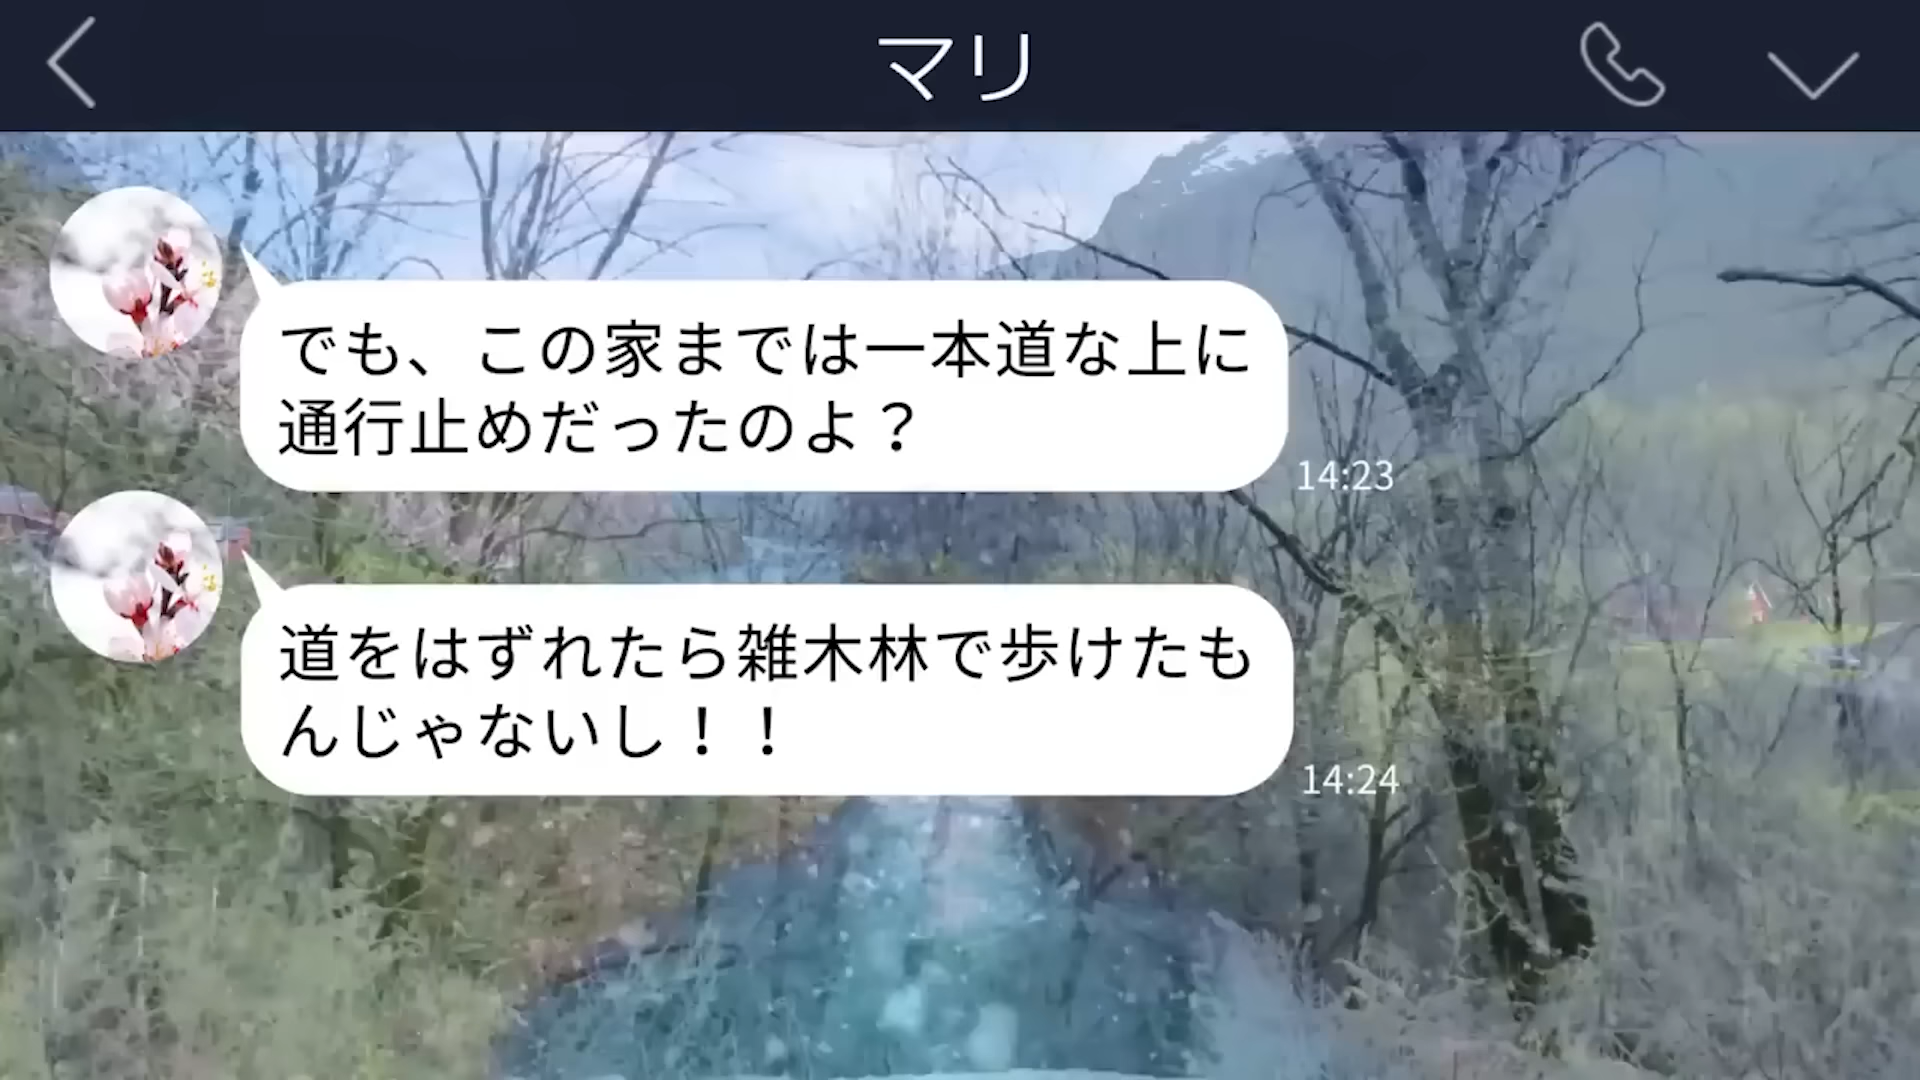 マリ
でも、この家までは一本道な上に
通行止めだったのよ？
14:23
道をはずれたら雑木林で歩けたも
んじゃないし！！
14:24